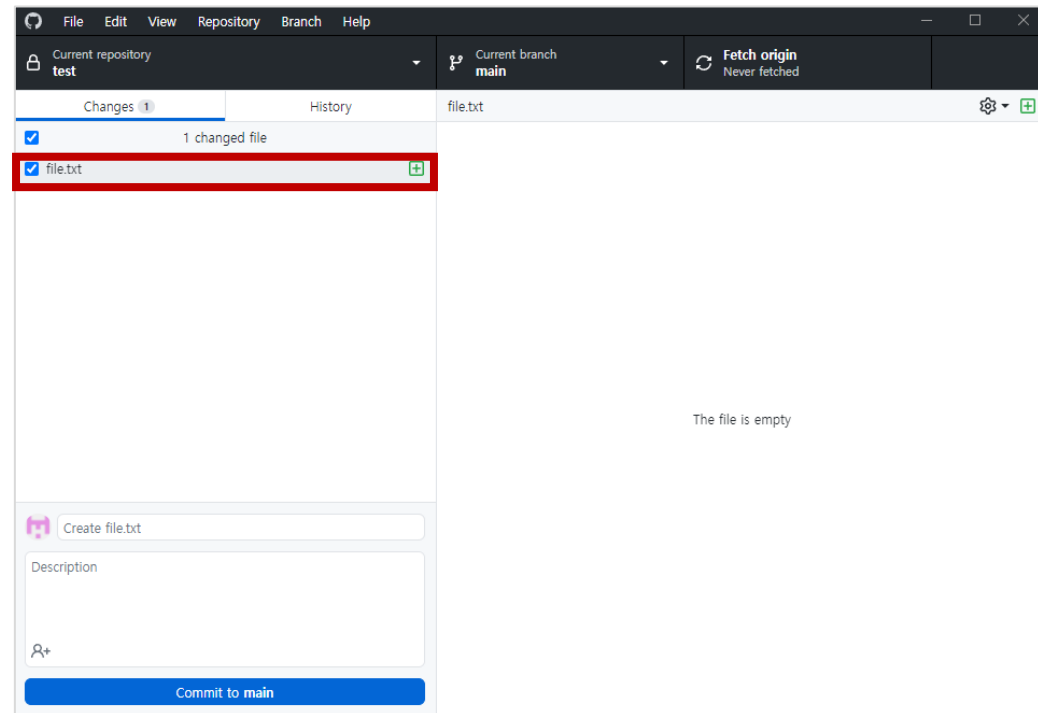 File Edit View Repository Branch Help
Current repository
test
Current branch
main
Fetch origin
Never fetched
Changes 1
History
file.txt
1 changed file
file.txt
The file is empty
Create file.txt
Description
Commit to main